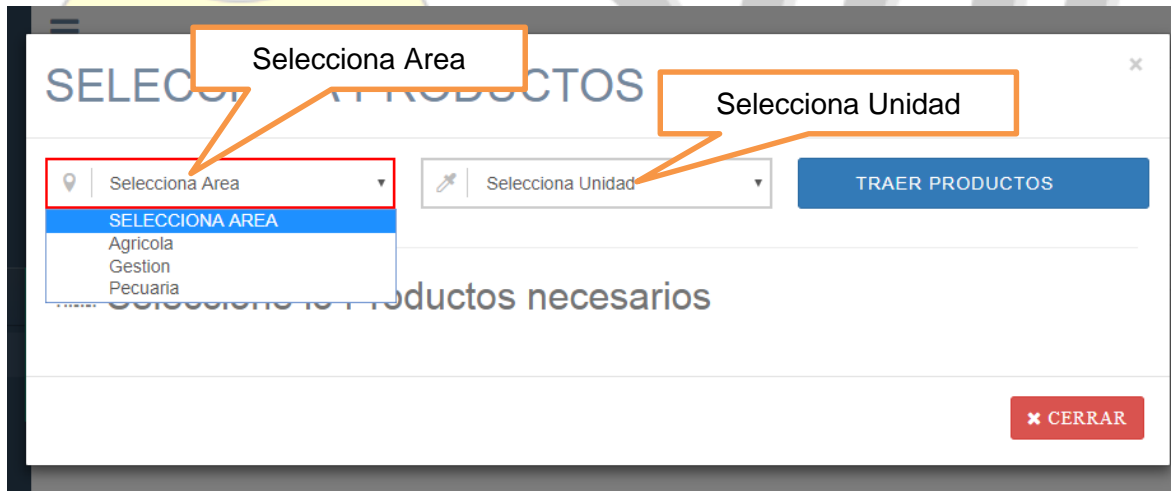 Selecciona Area
SELECCIONA PRODUCTOS
×
Selecciona Unidad
Selecciona Area
Selecciona Unidad
TRAER PRODUCTOS
SELECCIONA AREA
Agricola
Gestion
Pecuaria
Productos necesarios
CERRAR